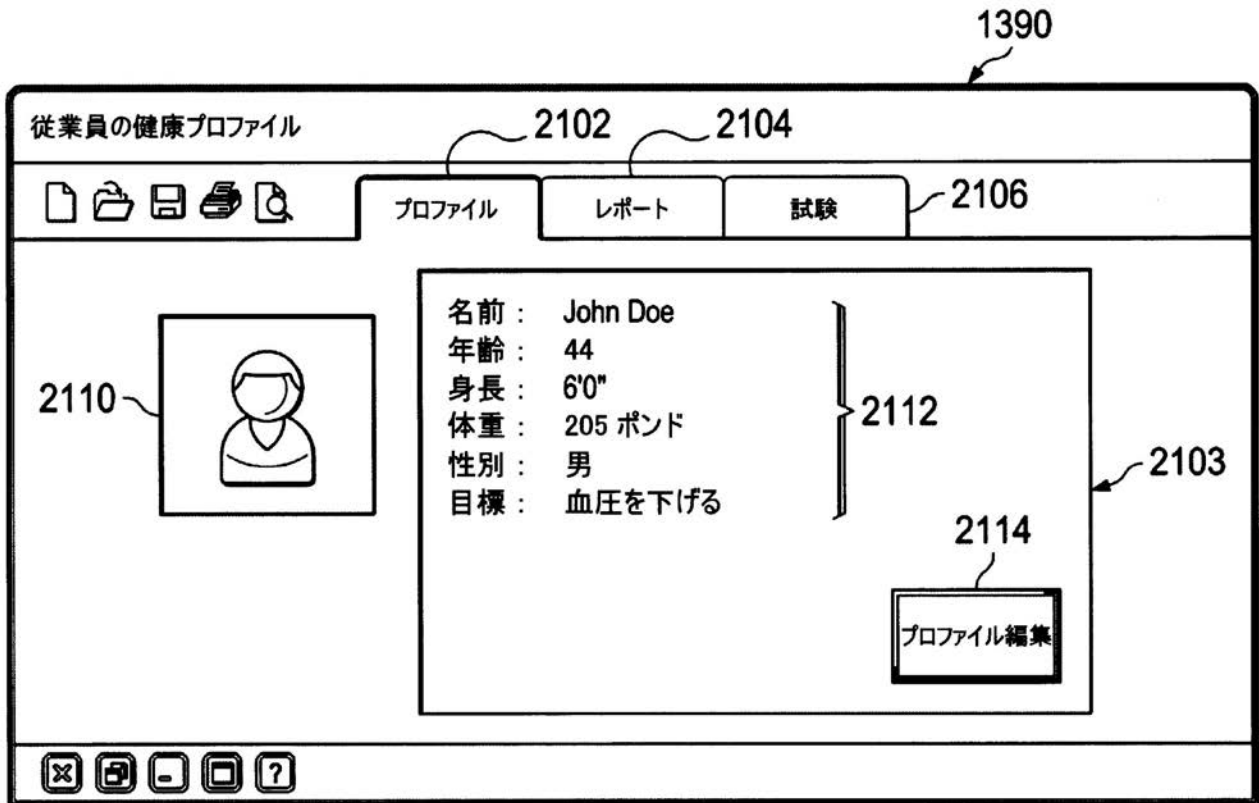 1390
従業員の健康プロファイル
2102
2104
プロファイル
レポート
試験
2106
名前： John Doe
年齢： 44
身長： 6'0"
体重： 205 ポンド
性別： 男
目標： 血圧を下げる
2110
2112
2103
2114
プロファイル編集
?